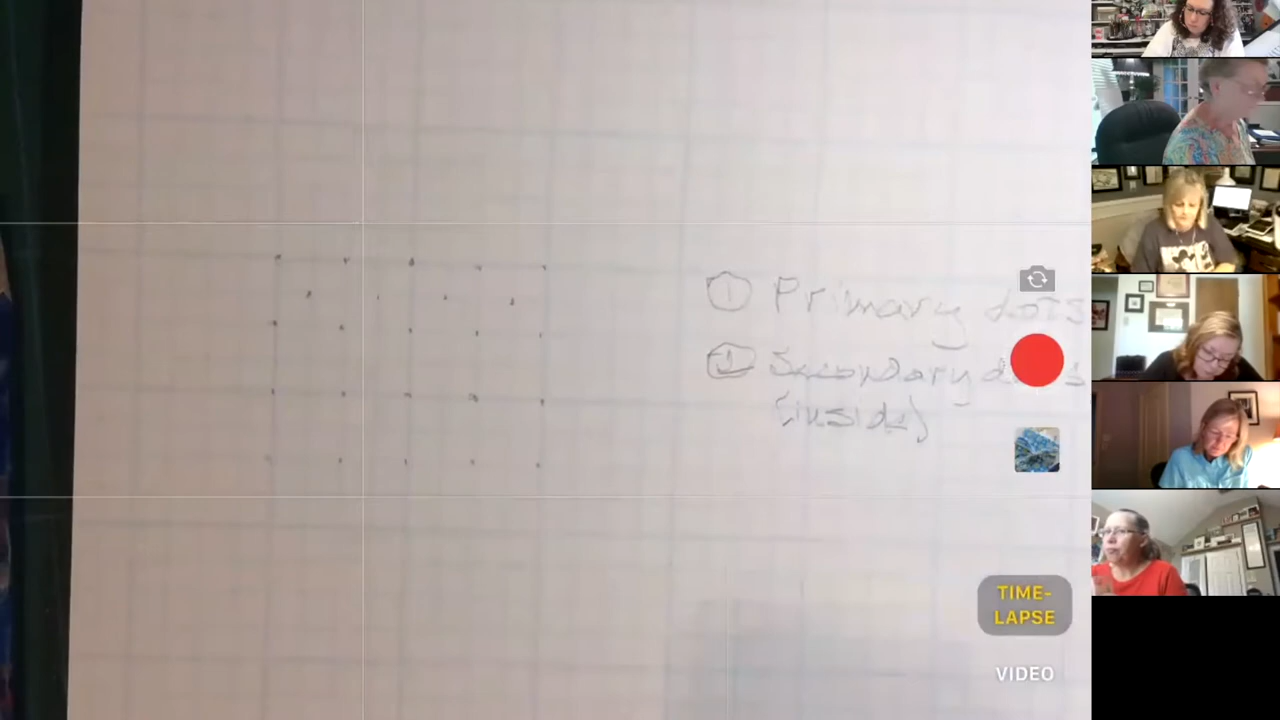 ① Primary dots
② Secondary dots
(inside)
TIME-
LAPSE
VIDEO